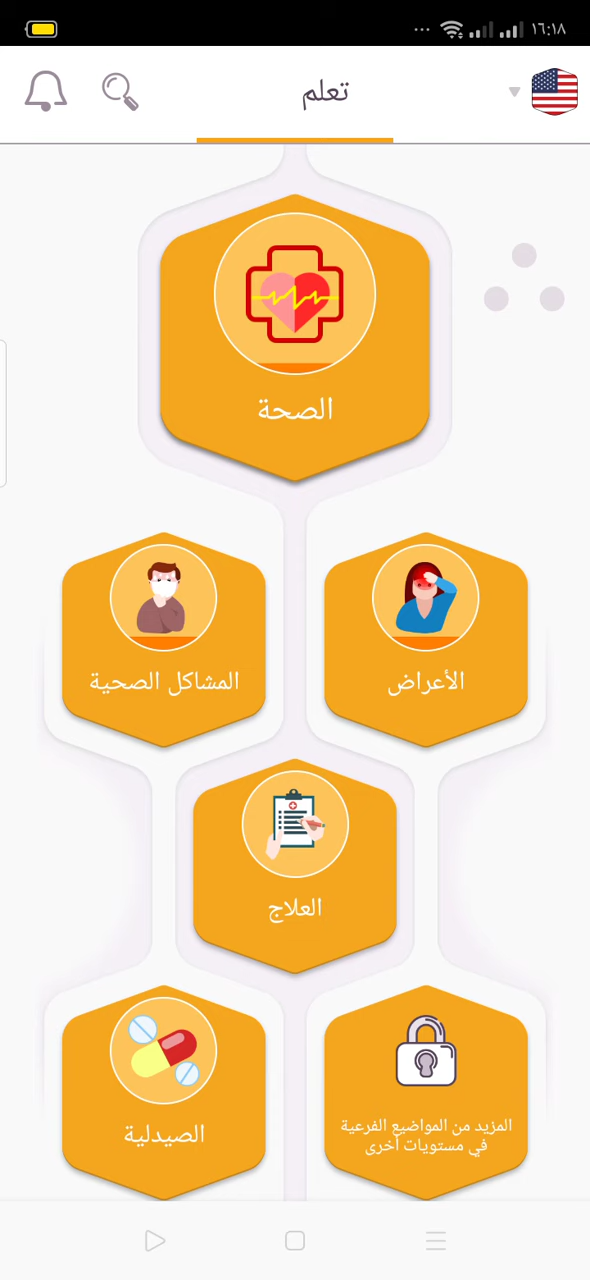 ١٦:١٨
تعلم
الصحة
الأعراض
المشاكل الصحية
العلاج
المزيد من المواضيع الفرعية
في مستويات أخرى
الصيدلية